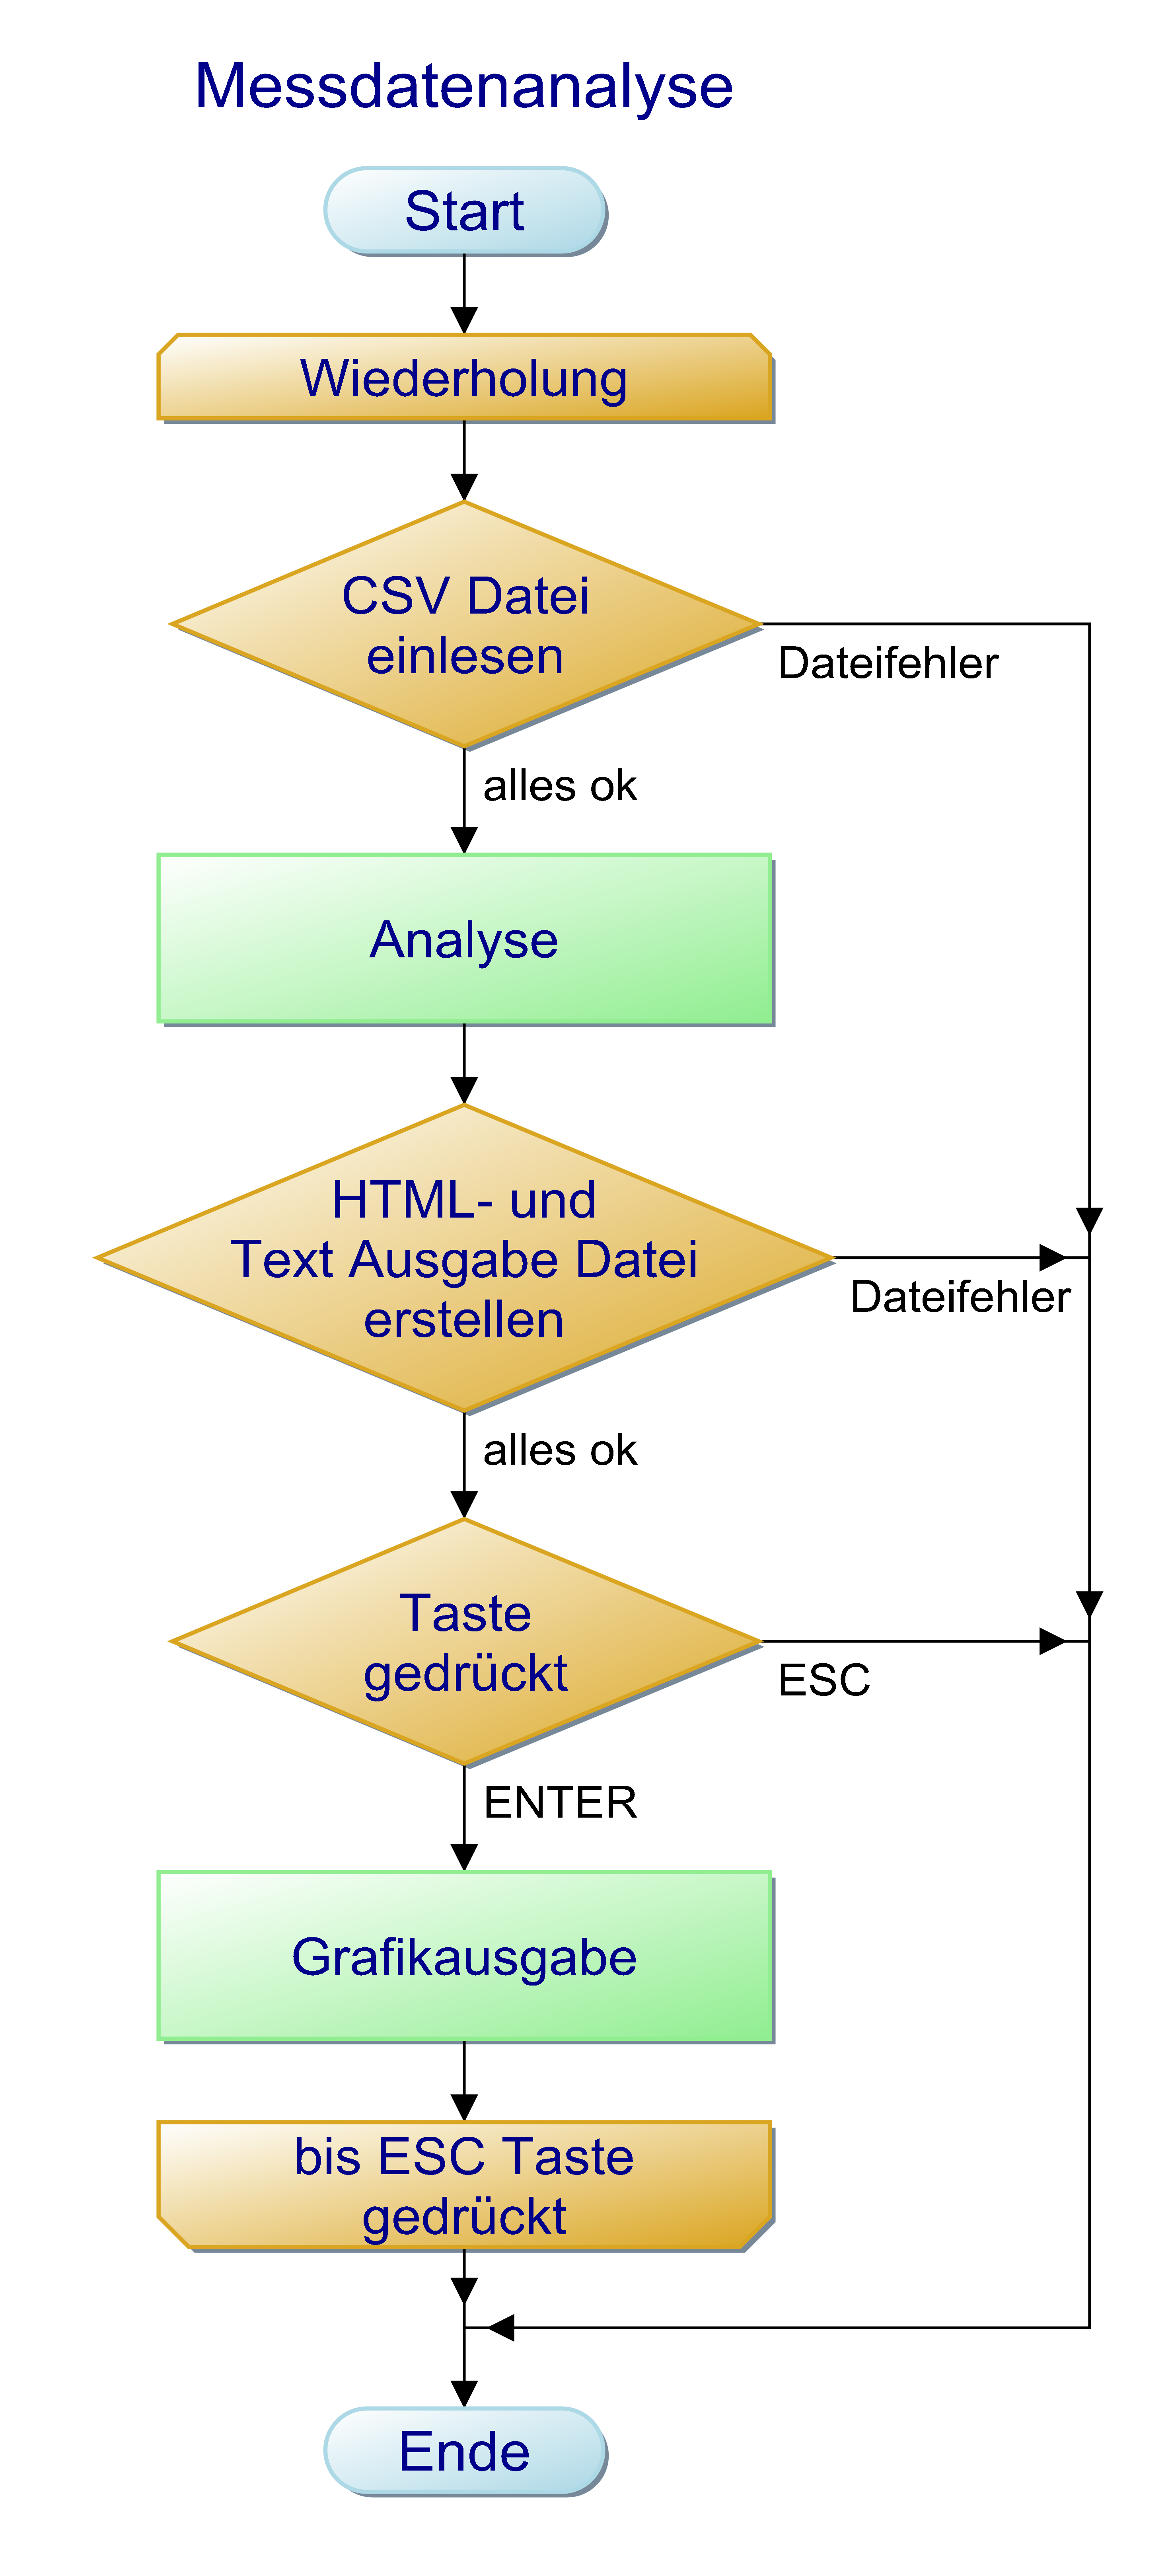 Messdatenanalyse
Start
Wiederholung
CSV Datei
einlesen
Dateifehler
alles ok
Analyse
HTML- und
Text Ausgabe Datei
erstellen
Dateifehler
alles ok
Taste
gedrückt
ESC
ENTER
Grafikausgabe
bis ESC Taste
gedrückt
Ende